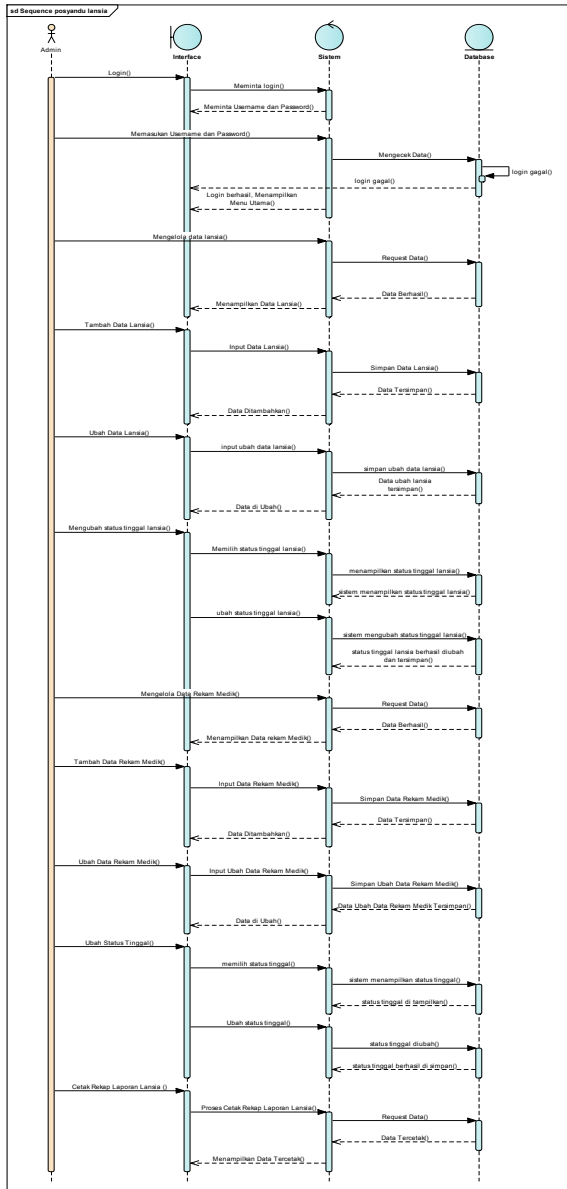 sd Sequence posyandu lansia
Admin
Interface
Sistem
Database
Login()
Meminta login()
Meminta Username dan Password()
Memasukan Username dan Password()
Mengecek Data()
login gagal()
login gagal()
Login berhasil, Menampilkan
Menu Utama()
Mengelola data lansia()
Request Data()
Data Berhasil()
Menampilkan Data Lansia()
Tambah Data Lansia()
Input Data Lansia()
Simpan Data Lansia()
Data Tersimpan()
Data Ditambahkan()
Ubah Data Lansia()
input ubah data lansia()
simpan ubah data lansia()
Data ubah lansia
tersimpan()
Data di Ubah()
Mengubah status tinggal lansia()
Memilih status tinggal lansia()
menampilkan status tinggal lansia()
sistem menampilkan status tinggal lansia()
ubah status tinggal lansia()
sistem mengubah status tinggal lansia()
status tinggal lansia berhasil diubah
dan tersimpan()
Mengelola Data Rekam Medik()
Request Data()
Data Berhasil()
Menampilkan Data rekam Medik()
Tambah Data Rekam Medik()
Input Data Rekam Medik()
Simpan Data Rekam Medik()
Data Tersimpan()
Data Ditambahkan()
Ubah Data Rekam Medik()
Input Ubah Data Rekam Medik()
Simpan Ubah Data Rekam Medik()
Data Ubah Data Rekam Medik Tersimpan()
Data di Ubah()
Ubah Status Tinggal()
memilih status tinggal()
sistem menampilkan status tinggal()
status tinggal di tampilkan()
Ubah status tinggal()
status tinggal diubah()
status tinggal berhasil di simpan()
Cetak Rekap Laporan Lansia ()
Proses Cetak Rekap Laporan Lansia()
Request Data()
Data Tercetak()
Menampilkan Data Tercetak()